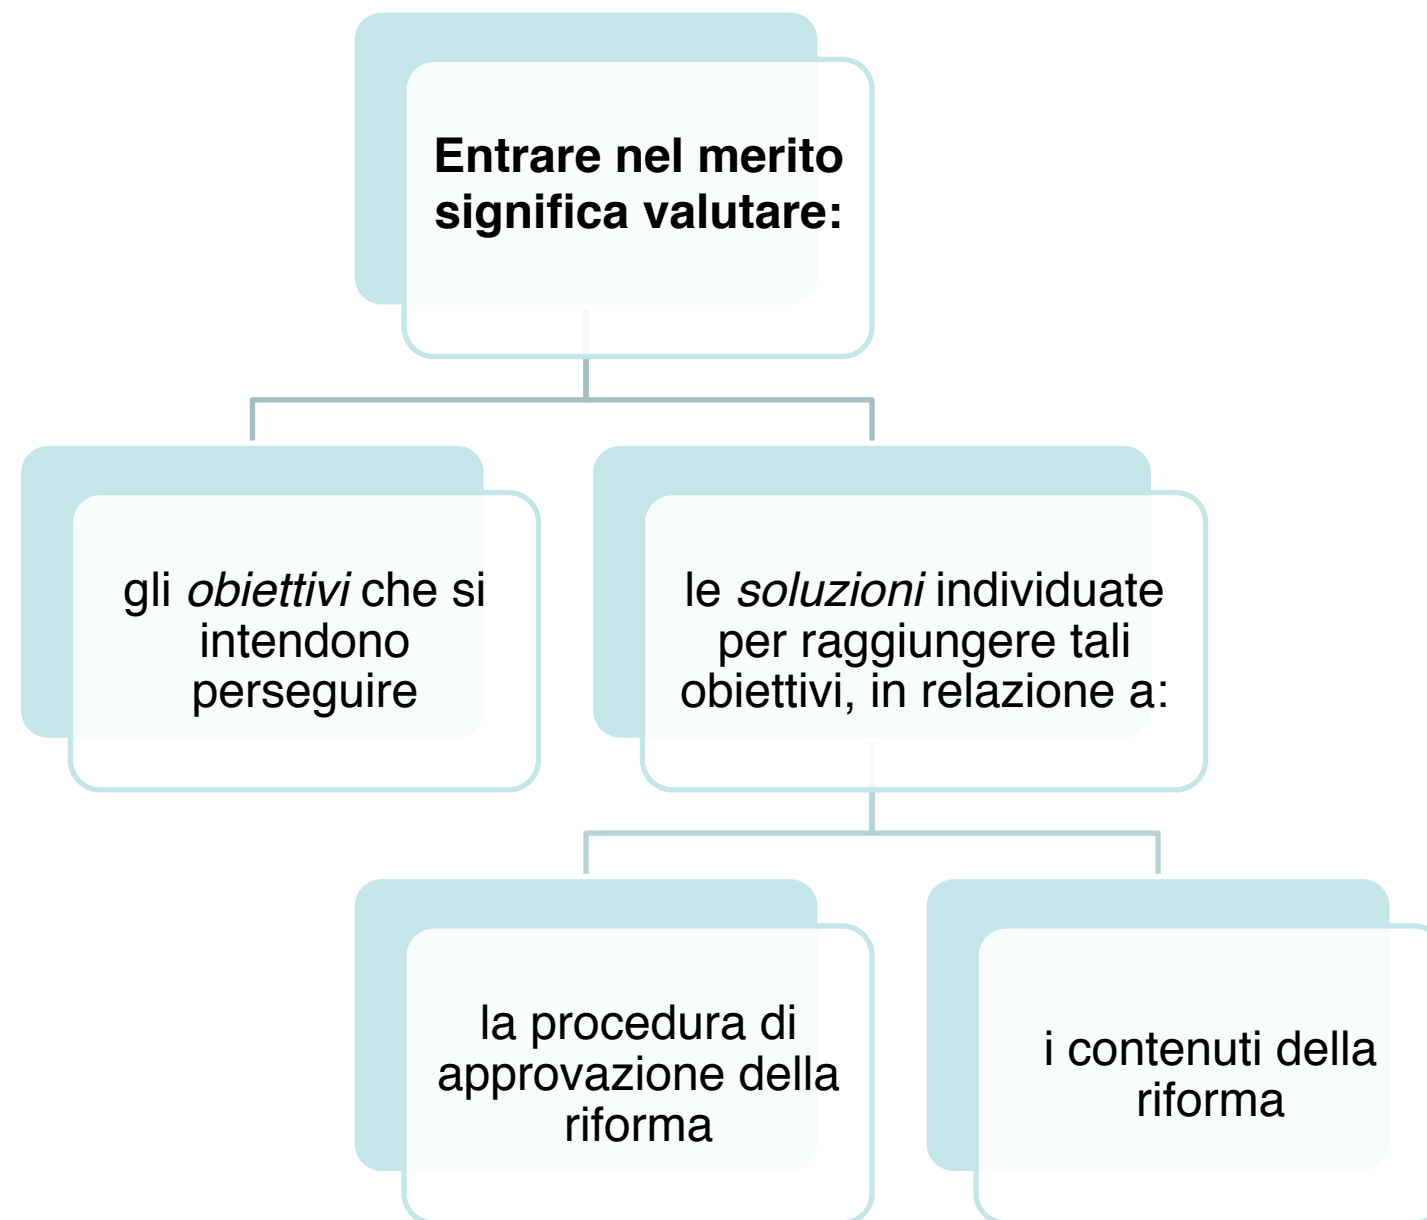 Entrare nel merito
significa valutare:
gli obiettivi che si
intendono
perseguire
le soluzioni individuate
per raggiungere tali
obiettivi, in relazione a:
la procedura di
approvazione della
riforma
i contenuti della
riforma